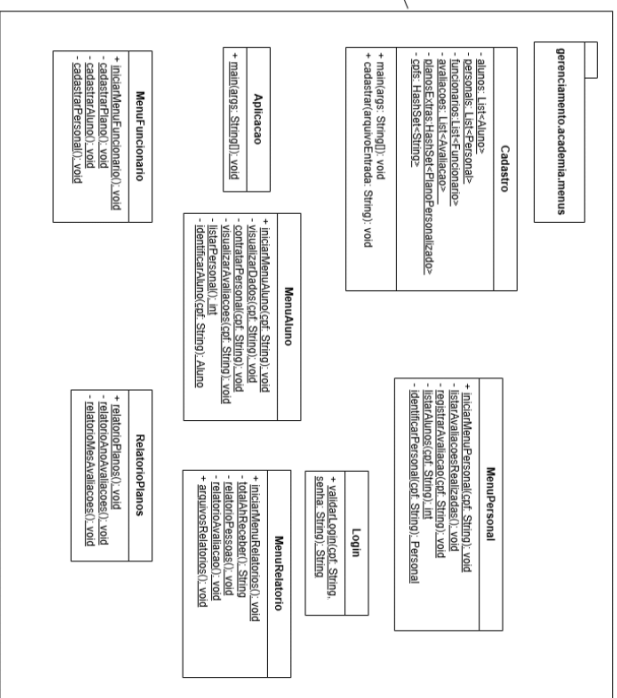 gerenciamento.academia.menus
Cadastro
- alunos: List<Aluno>
- personals: List<Personal>
- funcionarios:List<Funcionario>
- avaliacoes: List<Avaliacao>
- planosExtras:HashSet<PlanoPersonalizado>
- cpfs: HashSet<String>
+ main(args: String[]): void
+ cadastrar(arquivoEntrada: String): void
MenuPersonal
+ iniciarMenuPersonal(cpf: String): void
- listarAvaliacoesRealizadas(): void
- registrarAvaliacao(cpf: String): void
- listarAlunos(cpf: String): int
- identificarPersonal(cpf: String): Personal
Aplicacao
+ main(args: String[]): void
MenuAluno
+ iniciarMenuAluno(cpf: String): void
- visualizarDados(cpf: String): void
- contratarPersonal(cpf: String): void
- visualizarAvaliacoes(cpf: String): void
- listarPersonal(): int
- identificarAluno(cpf: String): Aluno
Login
+ validarLogin(cpf: String,
senha: String): String
MenuRelatorio
+ iniciarMenuRelatorios(): void
- totalAhReceber(): String
- relatorioPessoas(): void
- relatorioAvaliacao(): void
+ arquivosRelatorios(): void
MenuFuncionario
+ iniciarMenuFuncionario(): void
- cadastrarPlano(): void
- cadastrarAluno(): void
- cadastrarPersonal(): void
RelatorioPlanos
+ relatorioPlanos(): void
- relatorioAnoAvaliacoes(): void
- relatorioMesAvaliacoes(): void